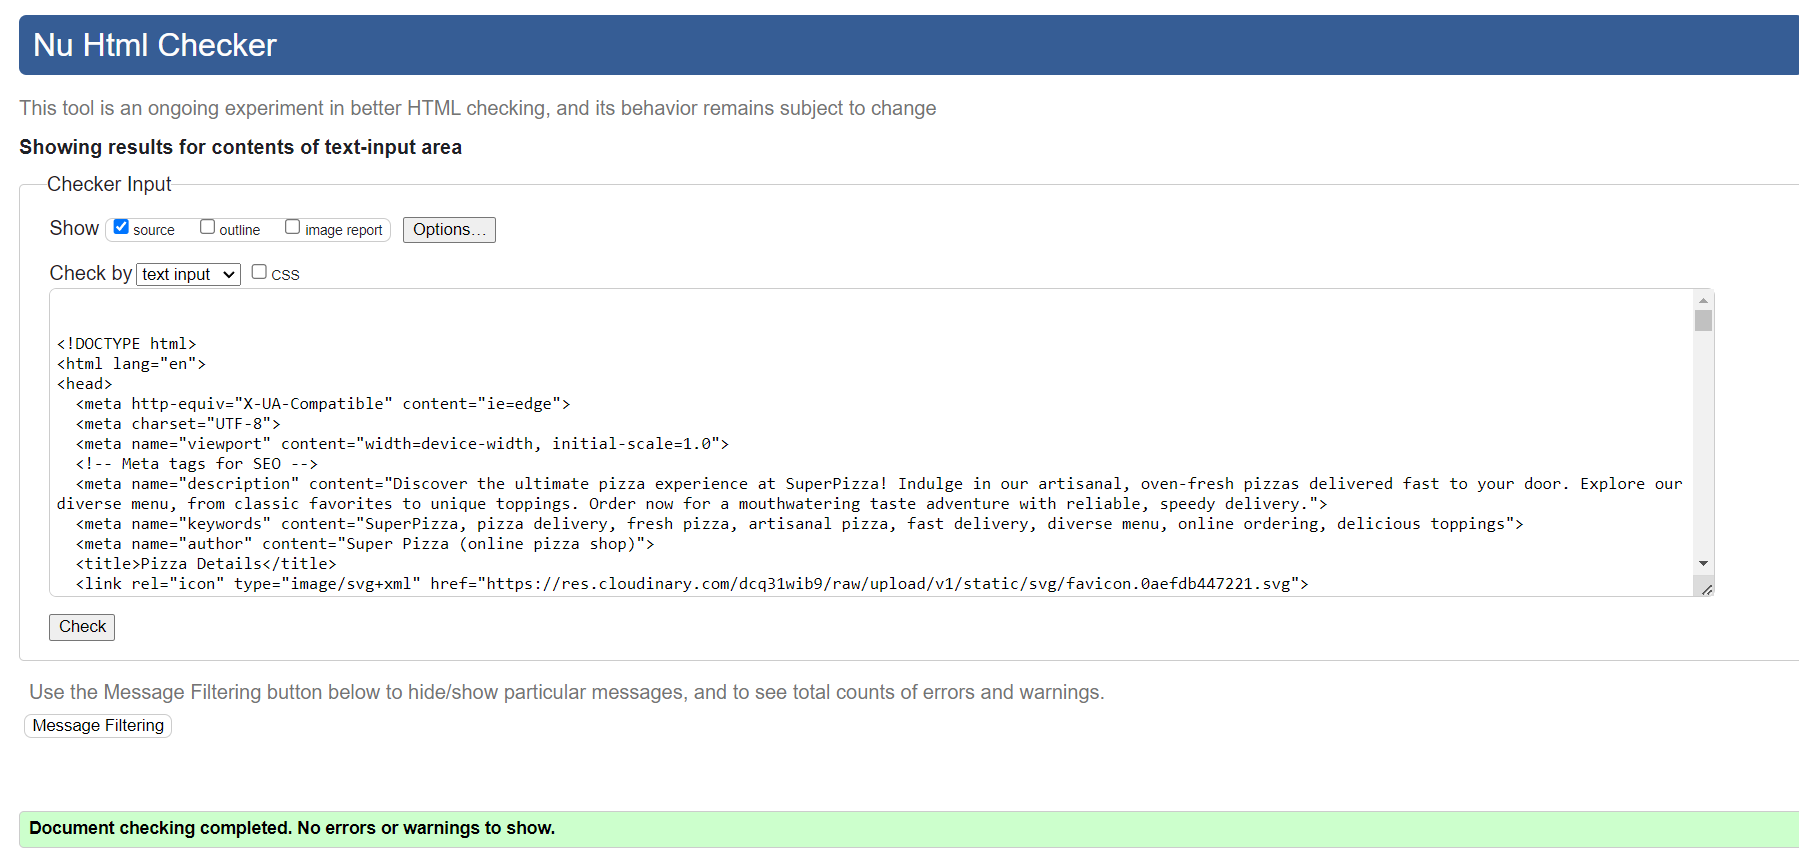 Nu Html Checker
This tool is an ongoing experiment in better HTML checking, and its behavior remains subject to change
Showing results for contents of text-input area
Checker Input
Show source outline image report Options...
Check by text input CSS
<!DOCTYPE html>
<html lang="en">
<head>
  <meta http-equiv="X-UA-Compatible" content="ie=edge">
  <meta charset="UTF-8">
  <meta name="viewport" content="width=device-width, initial-scale=1.0">
  <!-- Meta tags for SEO -->
  <meta name="description" content="Discover the ultimate pizza experience at SuperPizza! Indulge in our artisanal, oven-fresh pizzas delivered fast to your door. Explore our
diverse menu, from classic favorites to unique toppings. Order now for a mouthwatering taste adventure with reliable, speedy delivery.">
  <meta name="keywords" content="SuperPizza, pizza delivery, fresh pizza, artisanal pizza, fast delivery, diverse menu, online ordering, delicious toppings">
  <meta name="author" content="Super Pizza (online pizza shop)">
  <title>Pizza Details</title>
  <link rel="icon" type="image/svg+xml" href="https://res.cloudinary.com/dcq31wib9/raw/upload/v1/static/svg/favicon.0aefdb447221.svg">
Check
Use the Message Filtering button below to hide/show particular messages, and to see total counts of errors and warnings.
Message Filtering
Document checking completed. No errors or warnings to show.